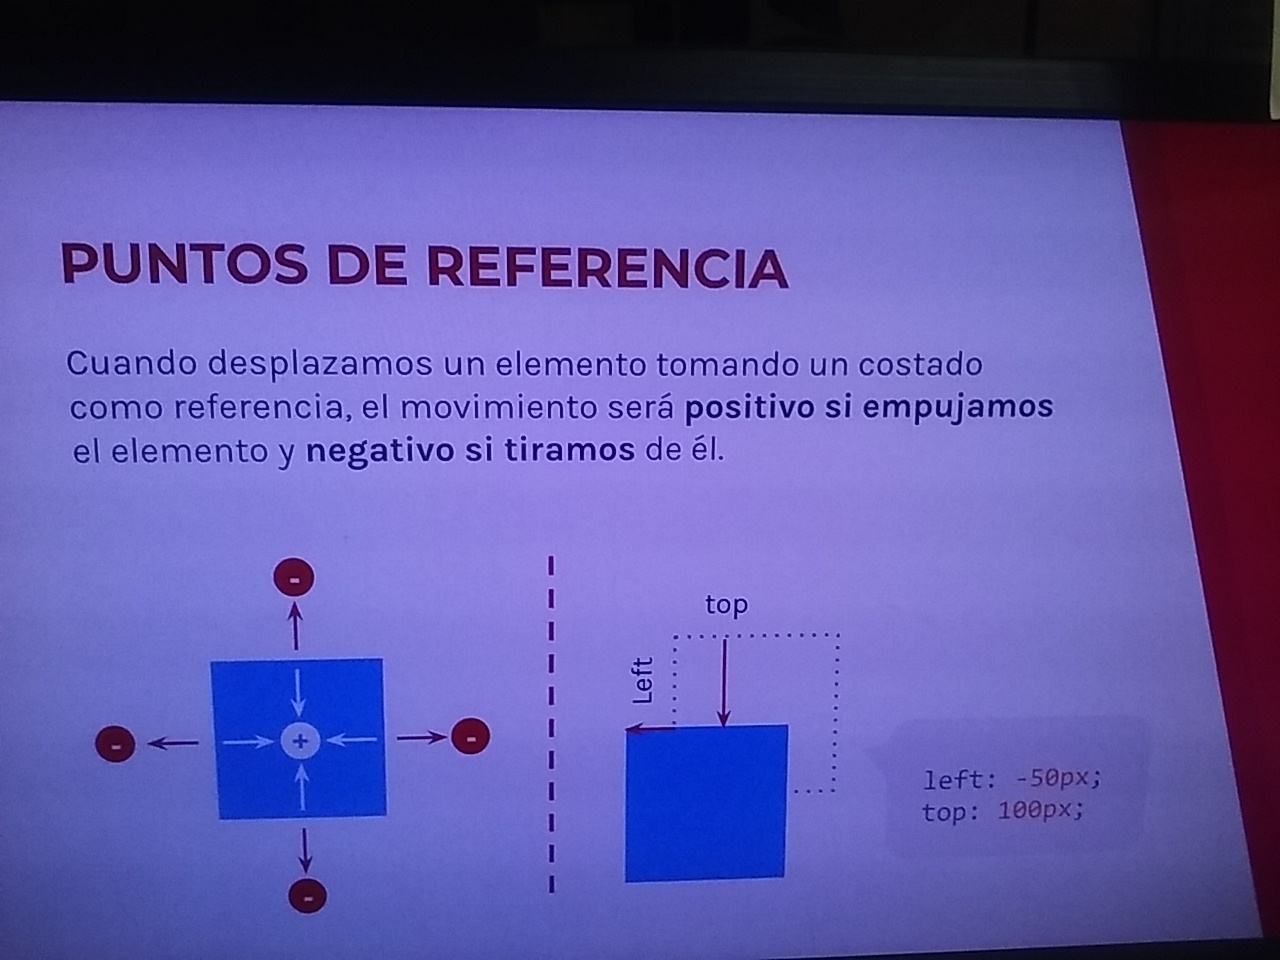 PUNTOS DE REFERENCIA
Cuando desplazamos un elemento tomando un costado
como referencia, el movimiento será positivo si empujamos
el elemento y negativo si tiramos de él.
-
-
+
-
-
top
Left
left: -50px;
top: 100px;